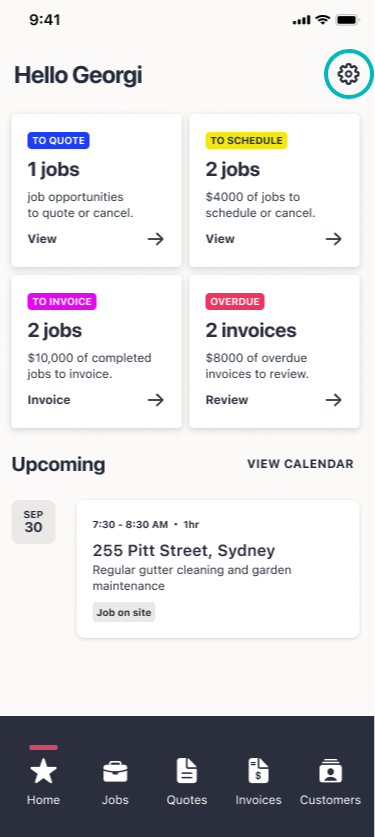 9:41
Hello Georgi
TO QUOTE
1 jobs
job opportunities
to quote or cancel.
View
TO SCHEDULE
2 jobs
$4000 of jobs to
schedule or cancel.
View
TO INVOICE
2 jobs
$10,000 of completed
jobs to invoice.
Invoice
OVERDUE
2 invoices
$8000 of overdue
invoices to review.
Review
Upcoming
VIEW CALENDAR
SEP
30
7:30 - 8:30 AM • 1hr
255 Pitt Street, Sydney
Regular gutter cleaning and garden
maintenance
Job on site
Home
Jobs
Quotes
Invoices
Customers